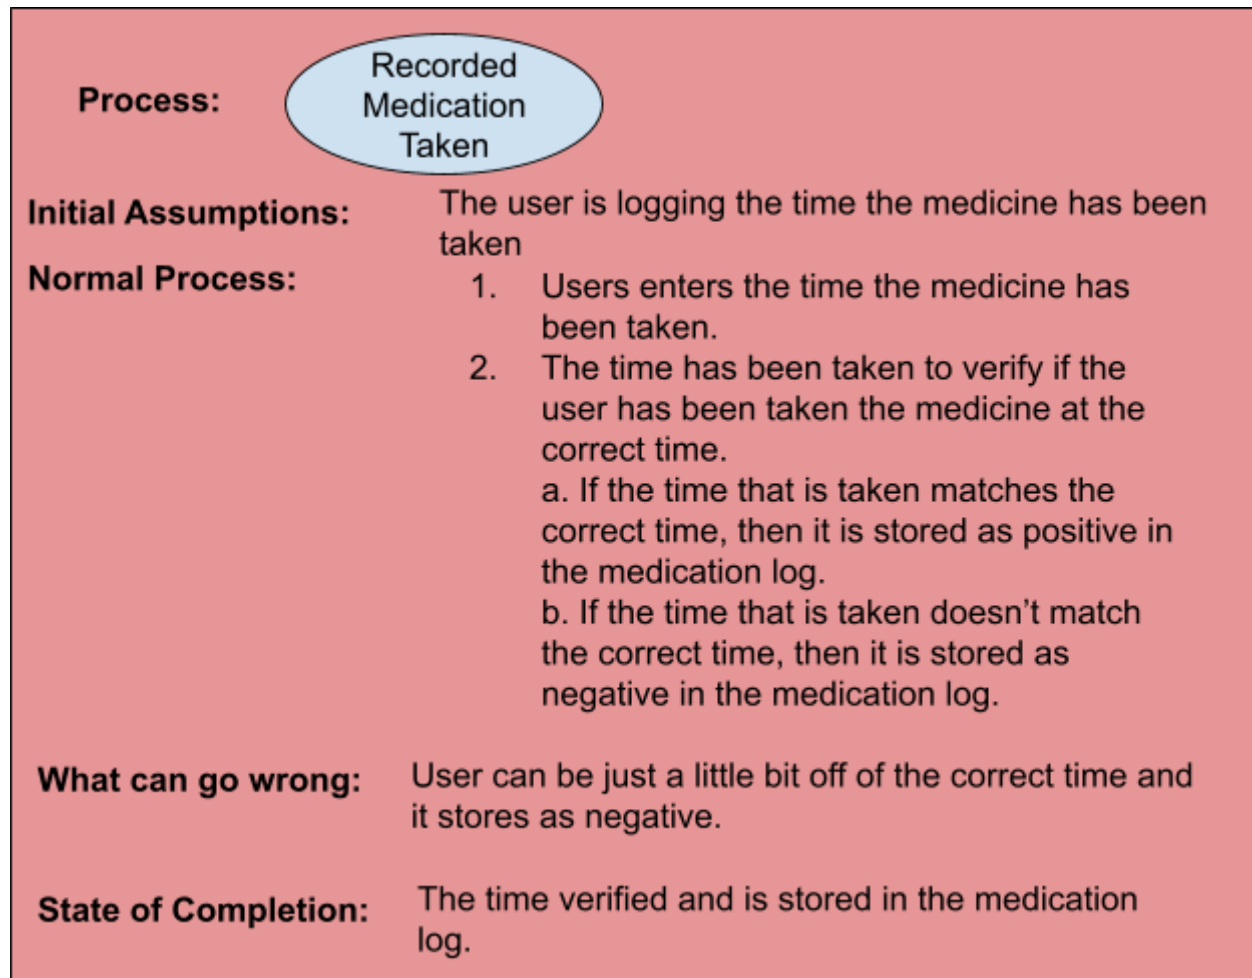 Process:
Recorded
Medication
Taken
Initial Assumptions:
The user is logging the time the medicine has been
taken
Normal Process:
1. Users enters the time the medicine has
been taken.
2. The time has been taken to verify if the
user has been taken the medicine at the
correct time.
a. If the time that is taken matches the
correct time, then it is stored as positive in
the medication log.
b. If the time that is taken doesn’t match
the correct time, then it is stored as
negative in the medication log.
What can go wrong:
User can be just a little bit off of the correct time and
it stores as negative.
State of Completion:
The time verified and is stored in the medication
log.